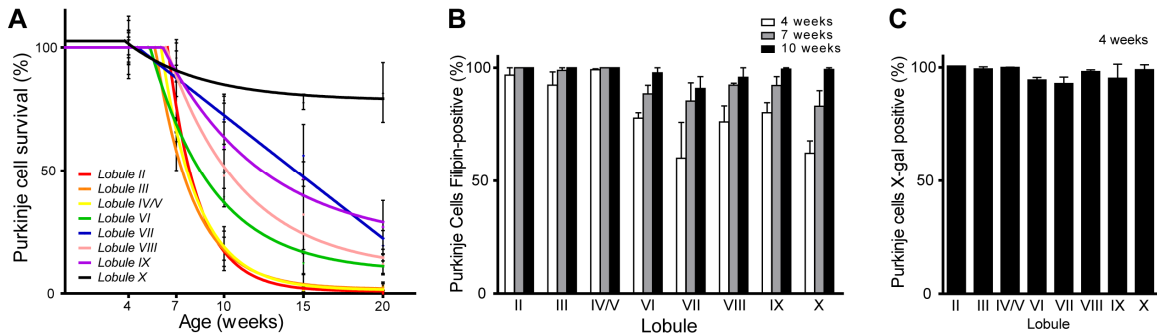 A
Purkinje cell survival (%)
100
50
0
Lobule II
Lobule III
Lobule IV/V
Lobule VI
Lobule VII
Lobule VIII
Lobule IX
Lobule X
4 7 10 15 20
Age (weeks)
B
4 weeks
7 weeks
10 weeks
Purkinje Cells Filipin-positive (%)
100
50
0
II III IV/V VI VII VIII IX X
Lobule
C
4 weeks
Purkinje Cells X-gal positive (%)
100
50
0
II III IV/V VI VII VIII IX X
Lobule